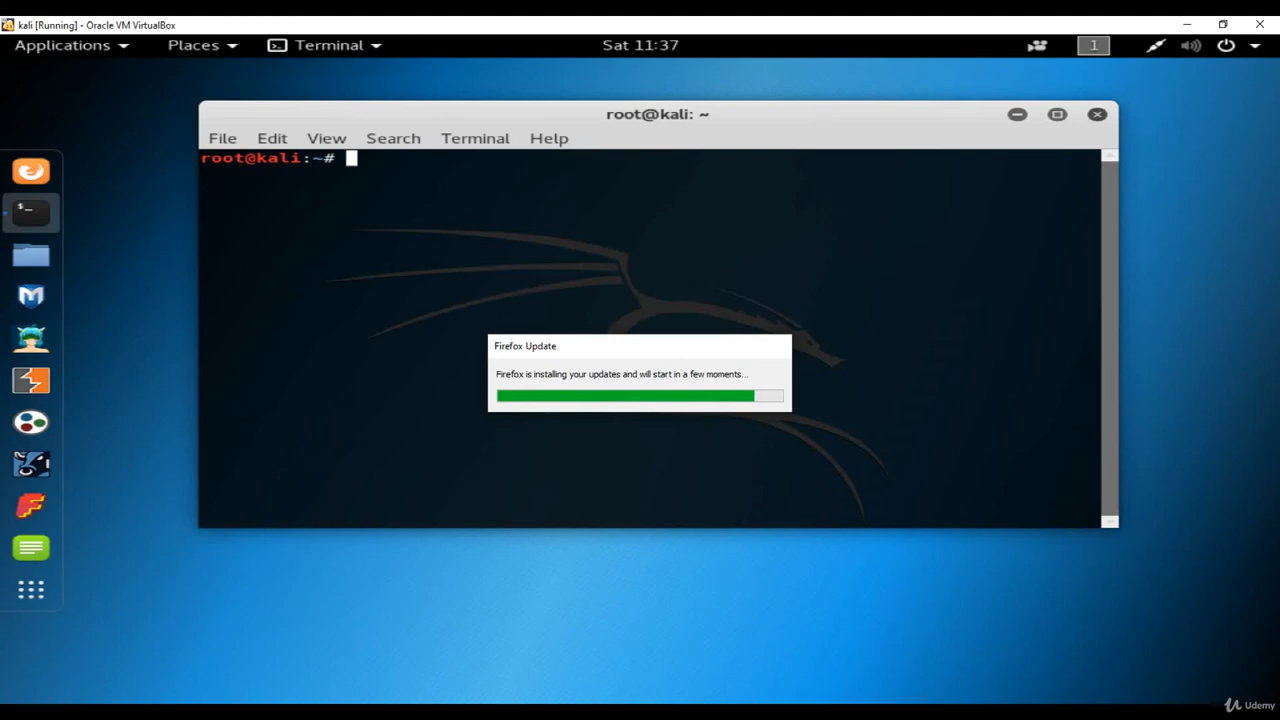 kali [Running] - Oracle VM VirtualBox
Applications Places Terminal Sat 11:37 1
root@kali: ~
File Edit View Search Terminal Help
root@kali:~#
$_
Firefox Update
Firefox is installing your updates and will start in a few moments...
Udemy